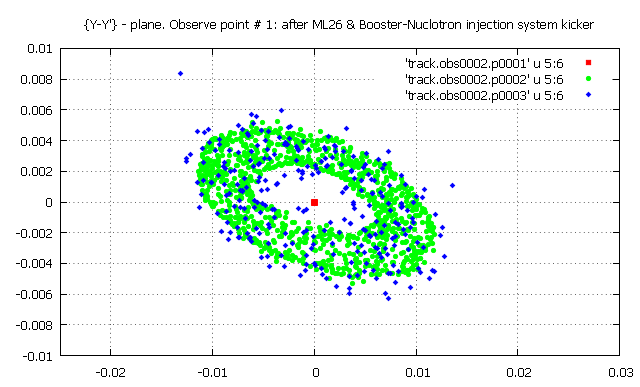 {Y-Y'} - plane. Observe point # 1: after ML26 & Booster-Nuclotron injection system kicker
0.01
'track.obs0002.p0001' u 5:6
0.008
'track.obs0002.p0002' u 5:6
'track.obs0002.p0003' u 5:6
0.006
0.004
0.002
0
-0.002
-0.004
-0.006
-0.008
-0.01
-0.02 -0.01 0 0.01 0.02 0.03